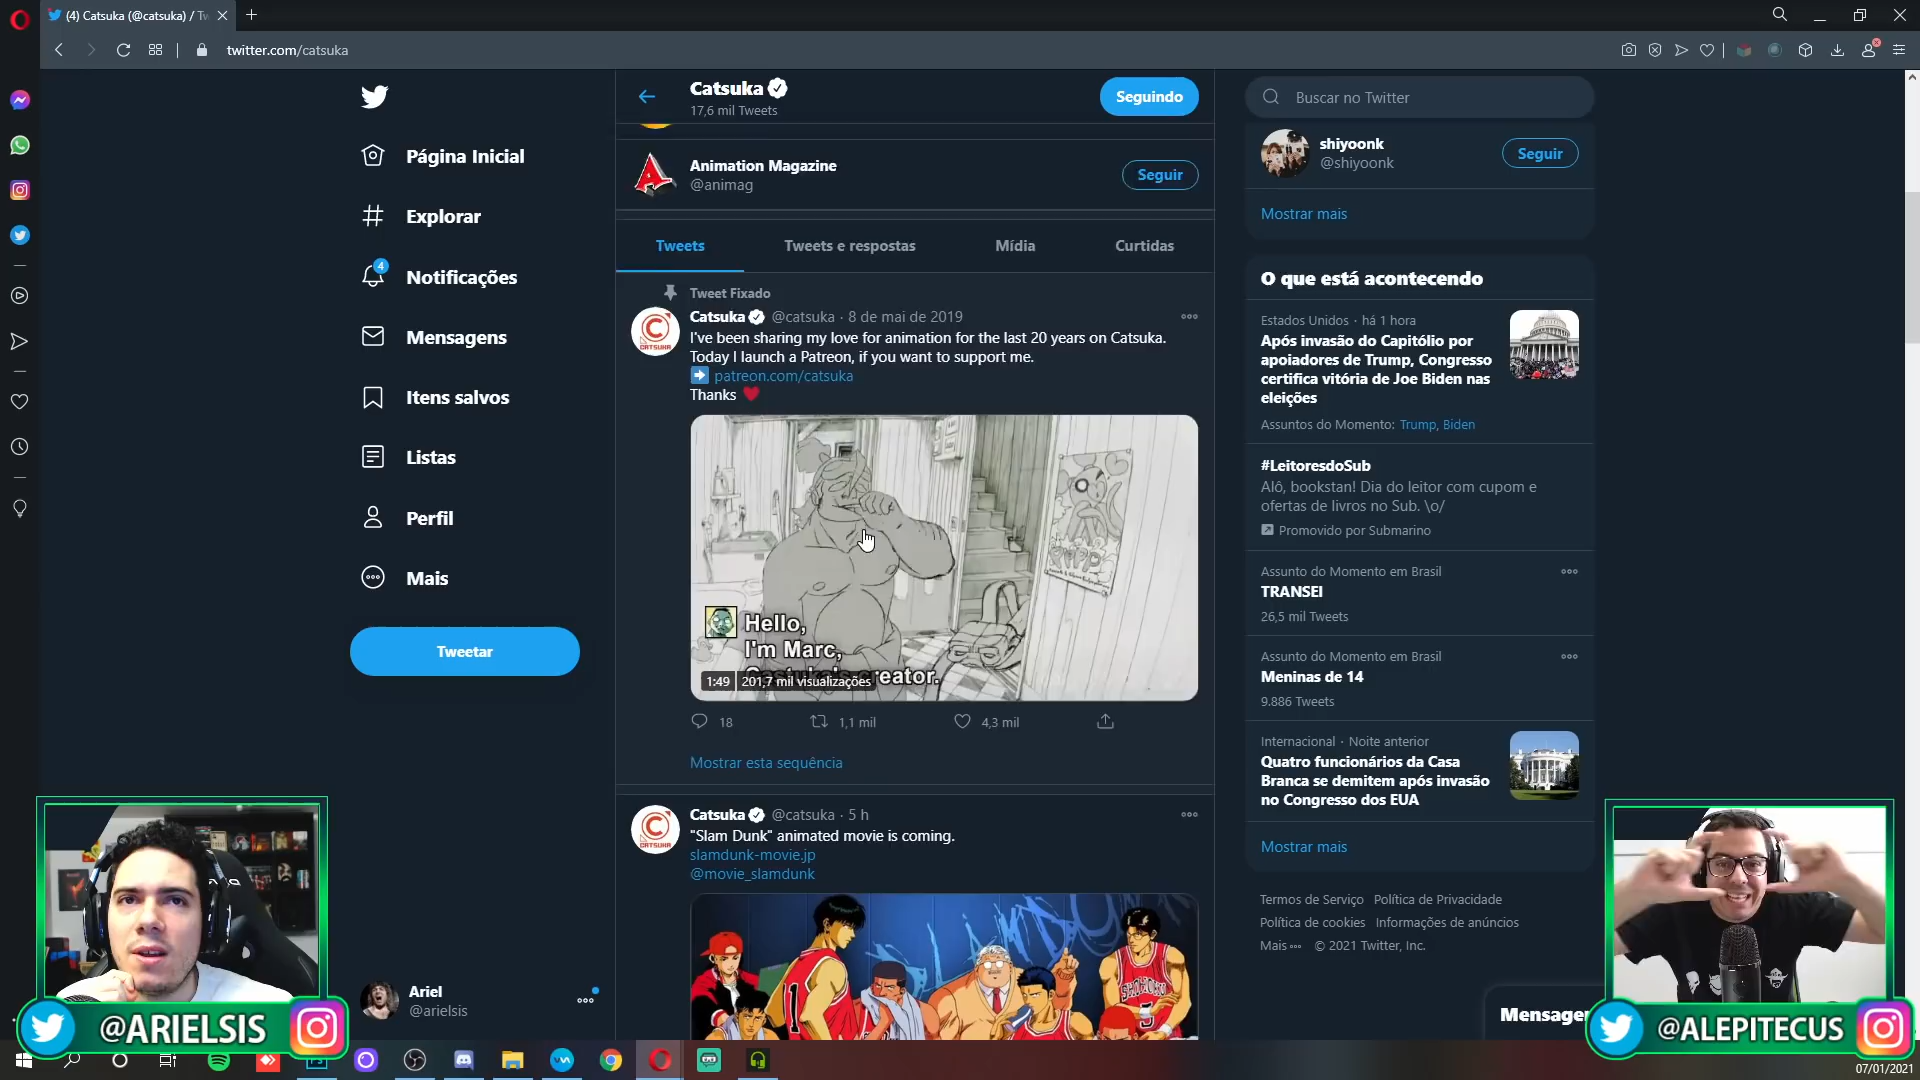 (4) Catsuka (@catsuka) / Tw
twitter.com/catsuka
Página Inicial
Explorar
4
Notificações
Mensagens
Itens salvos
Listas
Perfil
Mais
Tweetar
Ariel
@arielsis
Catsuka
17,6 mil Tweets
Seguindo
Animation Magazine
@animag
Seguir
Tweets
Tweets e respostas
Mídia
Curtidas
Tweet Fixado
Catsuka @catsuka · 8 de mai de 2019
I've been sharing my love for animation for the last 20 years on Catsuka.
Today I launch a Patreon, if you want to support me.
patreon.com/catsuka
Thanks
Hello,
I'm Marc,
Catsuka's creator.
1:49 201,7 mil visualizações
18
1,1 mil
4,3 mil
Mostrar esta sequência
Catsuka @catsuka · 5 h
"Slam Dunk" animated movie is coming.
slamdunk-movie.jp
@movie_slamdunk
Buscar no Twitter
shiyoonk
@shiyoonk
Seguir
Mostrar mais
O que está acontecendo
Estados Unidos · há 1 hora
Após invasão do Capitólio por
apoiadores de Trump, Congresso
certifica vitória de Joe Biden nas
eleições
Assuntos do Momento: Trump, Biden
#LeitoresdoSub
Alô, bookstan! Dia do leitor com cupom e
ofertas de livros no Sub. \o/
Promovido por Submarino
Assunto do Momento em Brasil
TRANSEI
26,5 mil Tweets
Assunto do Momento em Brasil
Meninas de 14
9.886 Tweets
Internacional · Noite anterior
Quatro funcionários da Casa
Branca se demitem após invasão
no Congresso dos EUA
Mostrar mais
Termos de Serviço Política de Privacidade
Política de cookies Informações de anúncios
Mais © 2021 Twitter, Inc.
Mensagen
@ARIELSIS
@ALEPITECUS
07/01/2021